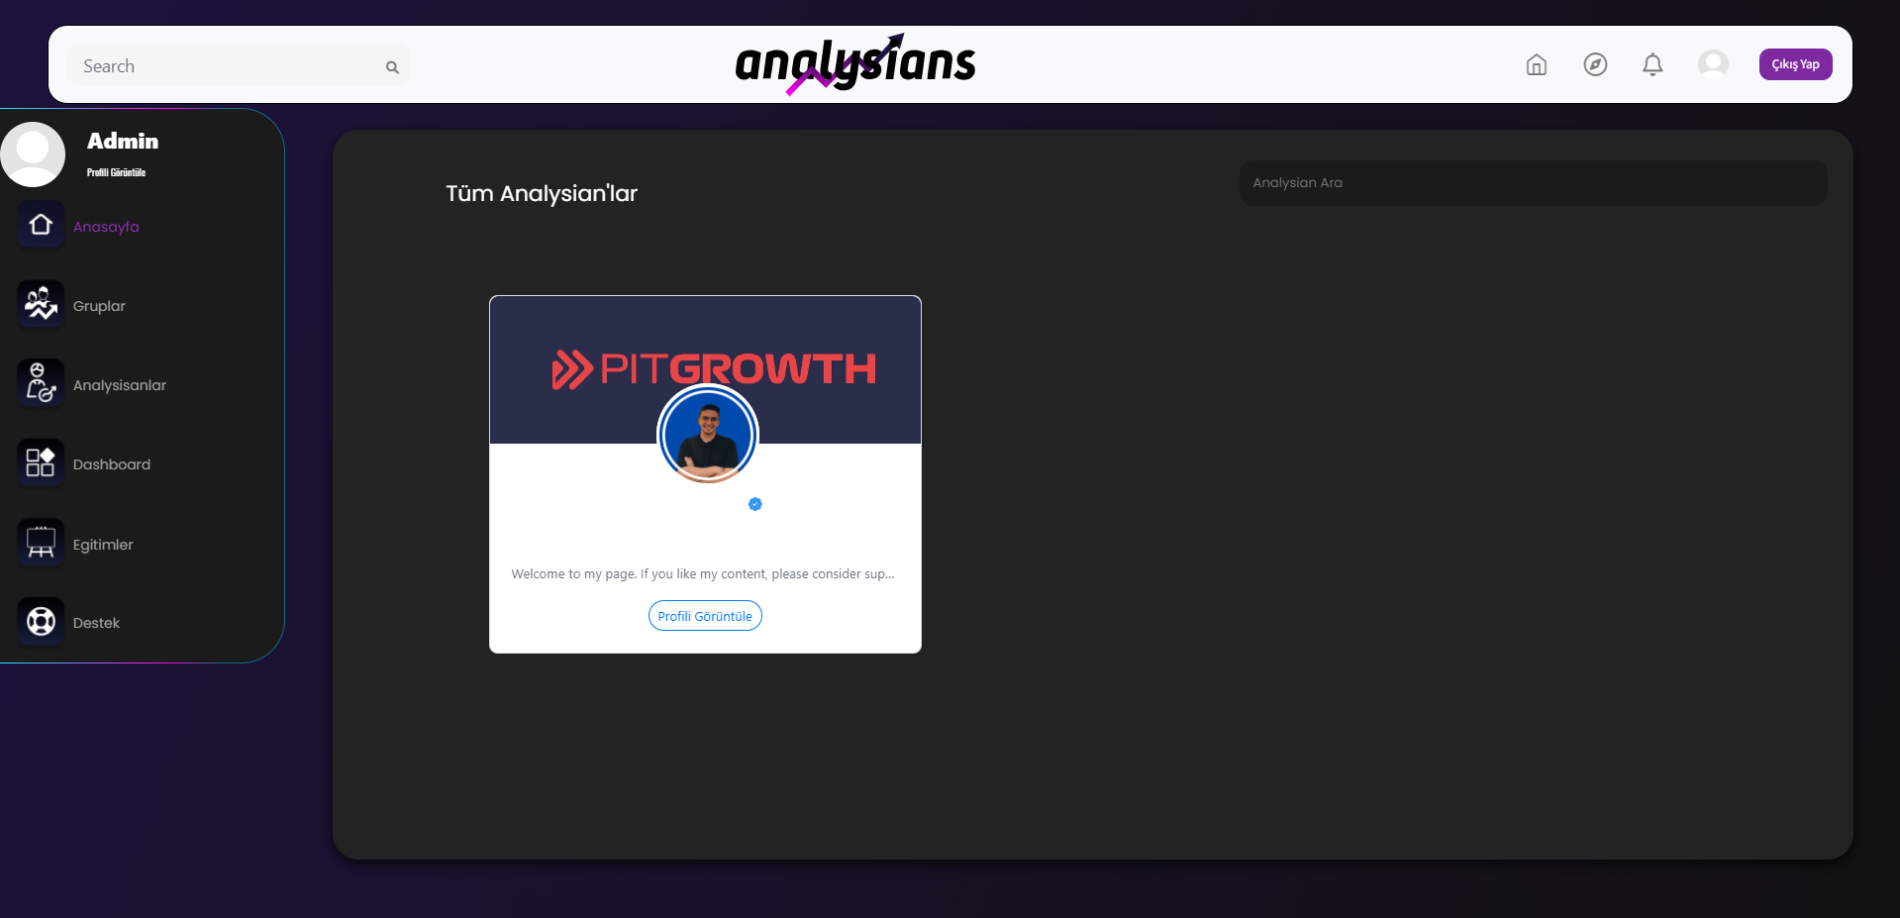 Search
analysians
Çıkış Yap
Admin
Profili Görüntüle
Anasayfa
Gruplar
Analysisanlar
Dashboard
Egitimler
Destek
Tüm Analysian'lar
Analysian Ara
PITGROWTH
Welcome to my page. If you like my content, please consider sup...
Profili Görüntüle